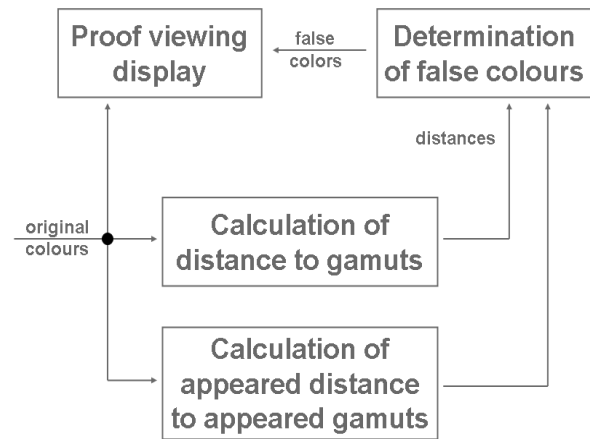 Proof viewing
display
false
colors
Determination
of false colours
distances
original
colours
Calculation of
distance to gamuts
Calculation of
appeared distance
to appeared gamuts